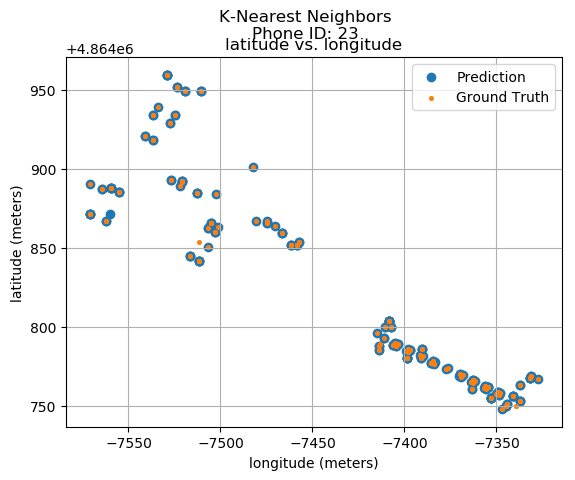 K-Nearest Neighbors
Phone ID: 23
latitude vs. longitude
+4.864e6
Prediction
Ground Truth
950
900
850
800
750
latitude (meters)
−7550 −7500 −7450 −7400 −7350
longitude (meters)